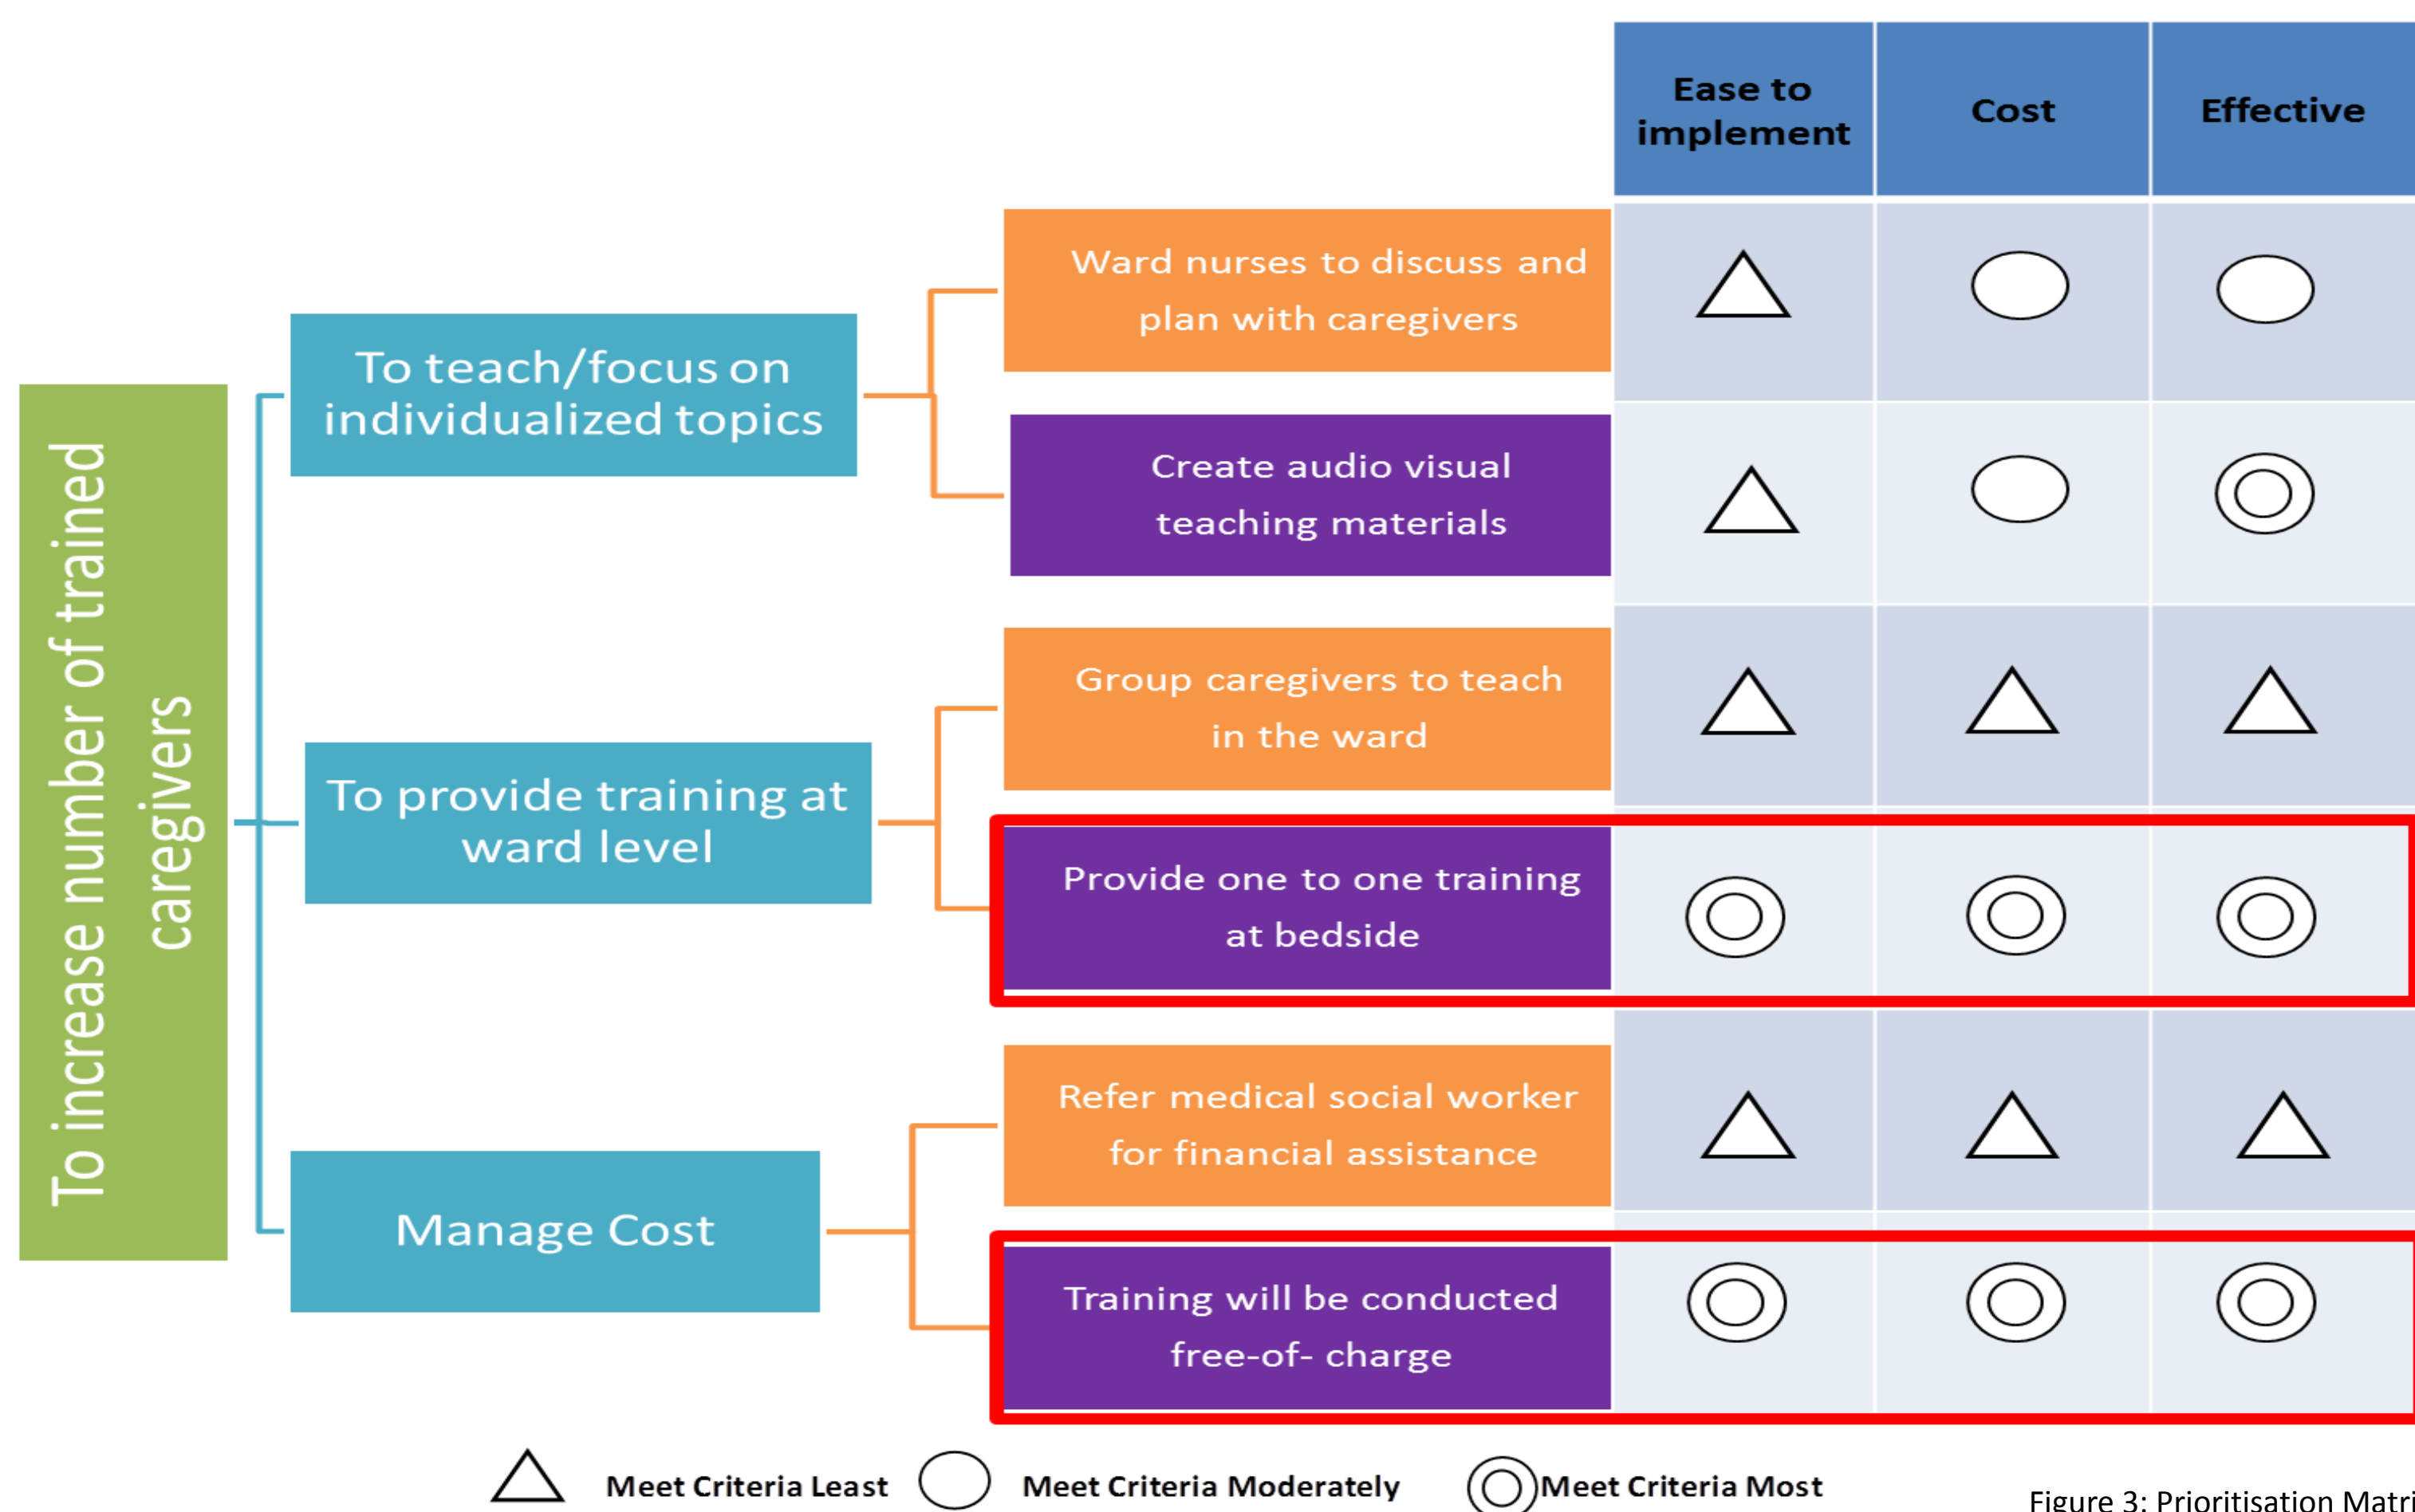 Ease to
implement
Cost
Effective
To increase number of trained
caregivers
To teach/focus on
individualized topics
Ward nurses to discuss and
plan with caregivers
Create audio visual
teaching materials
To provide training at
ward level
Group caregivers to teach
in the ward
Provide one to one training
at bedside
Manage Cost
Refer medical social worker
for financial assistance
Training will be conducted
free-of- charge
Meet Criteria Least
Meet Criteria Moderately
Meet Criteria Most
Figure 3: Prioritisation Matri